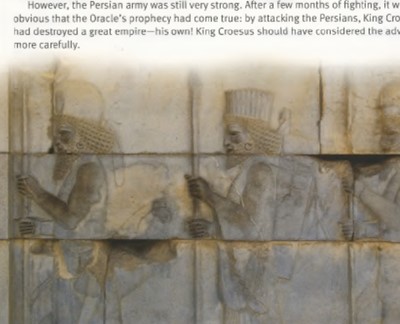 However, the Persian army was still very strong. After a few months of fighting, it w
obvious that the Oracle's prophecy had come true: by attacking the Persians, King Cro
had destroyed a great empire—his own! King Croesus should have considered the adv
more carefully.